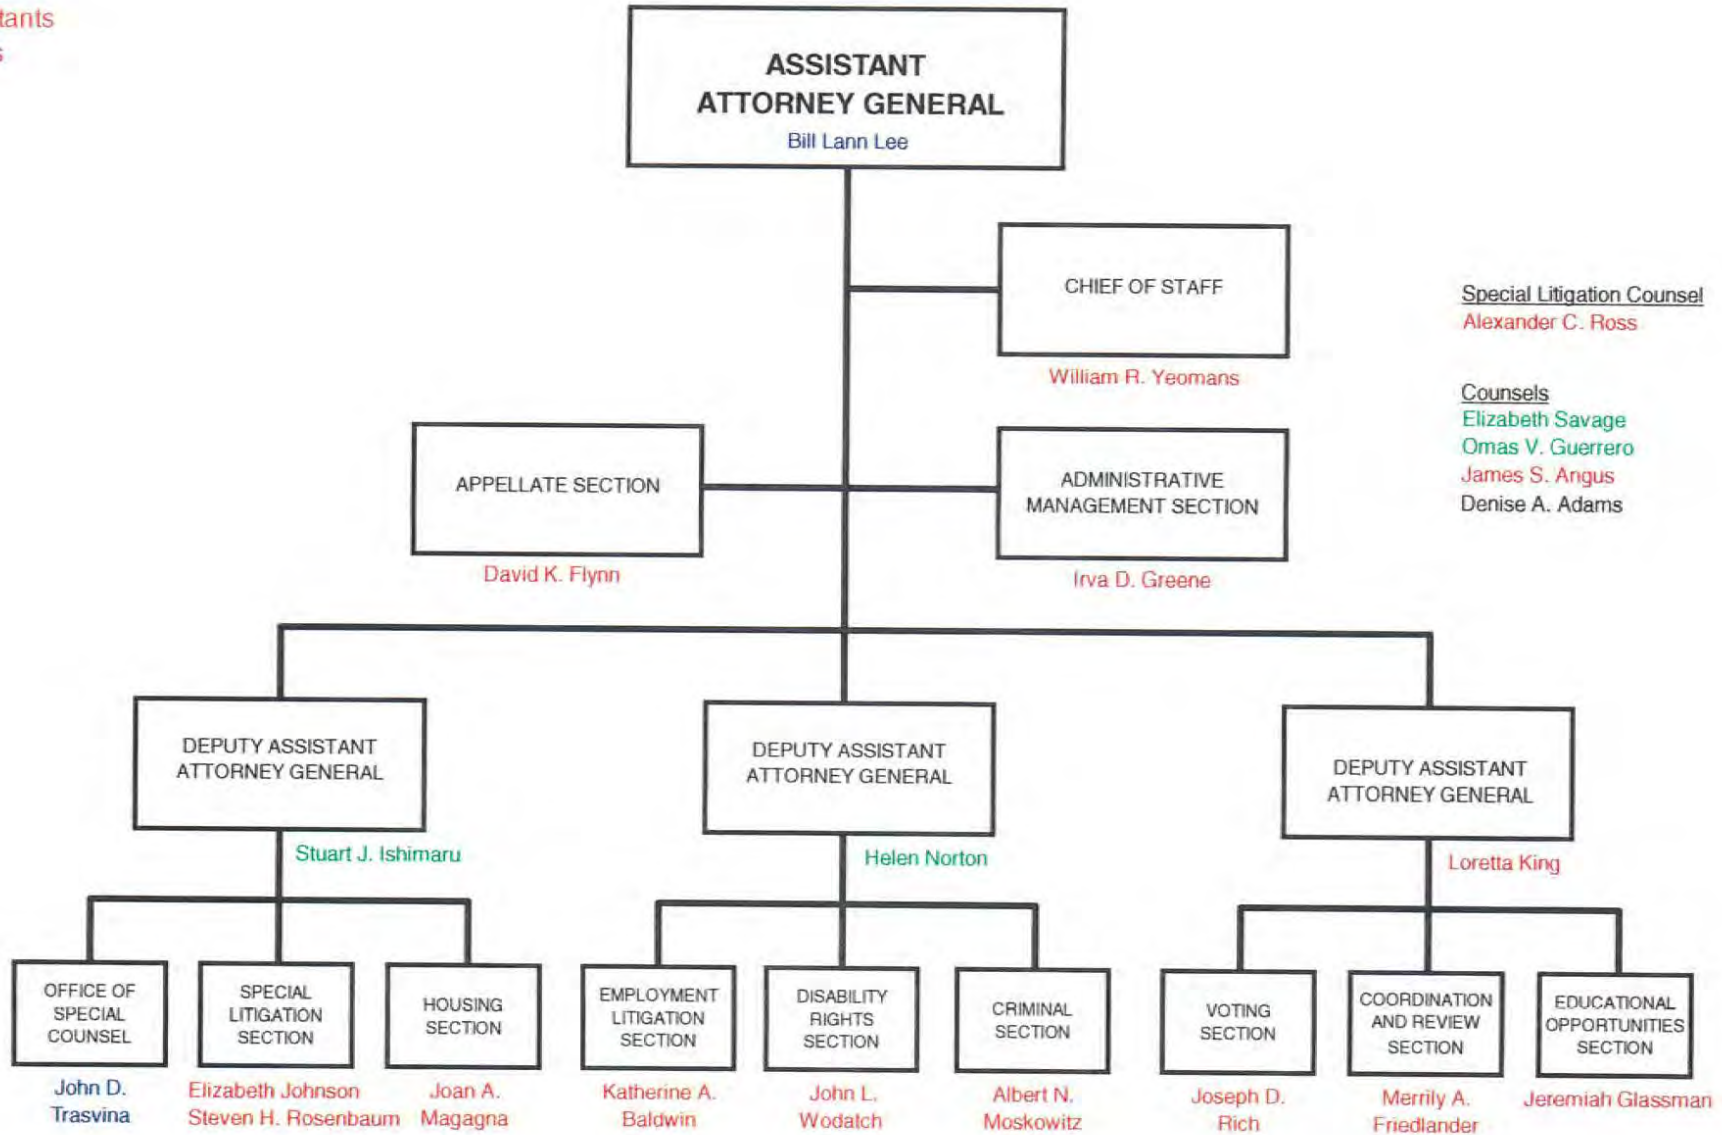 ASSISTANT
ATTORNEY GENERAL
Bill Lann Lee
CHIEF OF STAFF
William R. Yeomans
Special Litigation Counsel
Alexander C. Ross
Counsels
Elizabeth Savage
Omas V. Guerrero
James S. Angus
Denise A. Adams
APPELLATE SECTION
David K. Flynn
ADMINISTRATIVE
MANAGEMENT SECTION
Irva D. Greene
DEPUTY ASSISTANT
ATTORNEY GENERAL
Stuart J. Ishimaru
DEPUTY ASSISTANT
ATTORNEY GENERAL
Helen Norton
DEPUTY ASSISTANT
ATTORNEY GENERAL
Loretta King
OFFICE OF
SPECIAL
COUNSEL
John D.
Trasvina
SPECIAL
LITIGATION
SECTION
Elizabeth Johnson
Steven H. Rosenbaum
HOUSING
SECTION
Joan A.
Magagna
EMPLOYMENT
LITIGATION
SECTION
Katherine A.
Baldwin
DISABILITY
RIGHTS
SECTION
John L.
Wodatch
CRIMINAL
SECTION
Albert N.
Moskowitz
VOTING
SECTION
Joseph D.
Rich
COORDINATION
AND REVIEW
SECTION
Merrily A.
Friedlander
EDUCATIONAL
OPPORTUNITIES
SECTION
Jeremiah Glassman